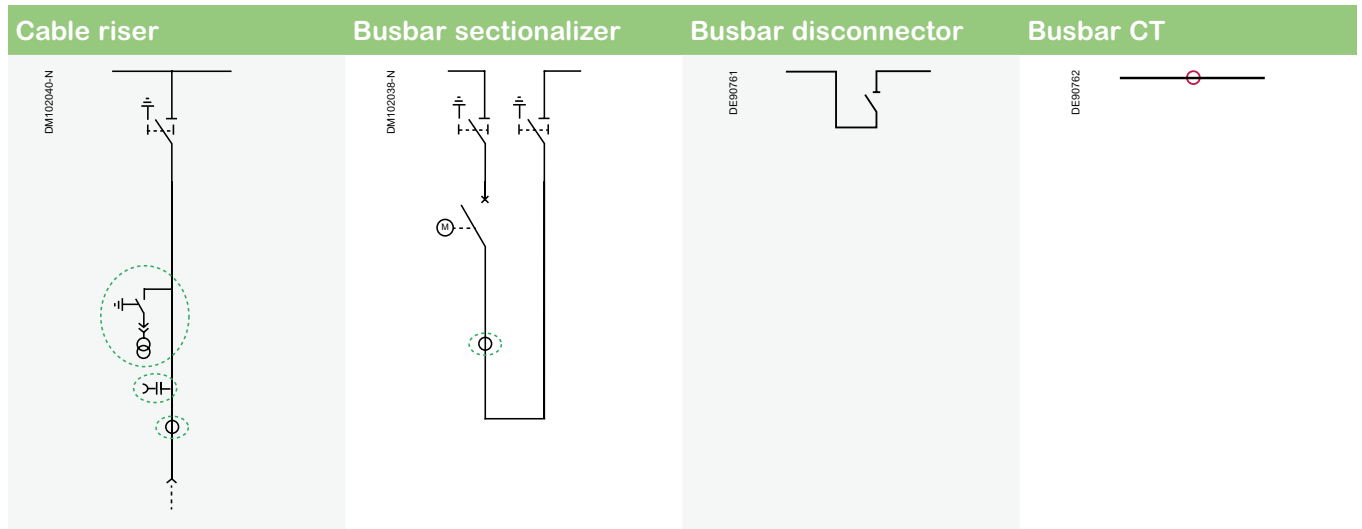 Cable riser
Busbar sectionalizer
Busbar disconnector
Busbar CT
DM102040-N
DM102038-N
DE90761
DE90762
M